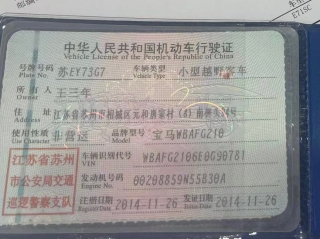 E715C
中华人民共和国机动车行驶证
Vehicle License of the People's Republic of China
号牌号码 苏EY73G7 车辆类型 小型越野客车
Plate No. Vehicle Type
所有人 王三年
Owner
住址 江苏省苏州市相城区元和唐家村
Address
使用性质 非营运 品牌型号 宝马WBAFG210
Use Character Model
江苏省苏州
市公安局交通
巡逻警察支队
车辆识别代号 WBAFG2106E0G90781
VIN
发动机号码 00208859N55B30A
Engine No.
注册日期 2014-11-26 发证日期 2014-11-26
Register Date Issue Date